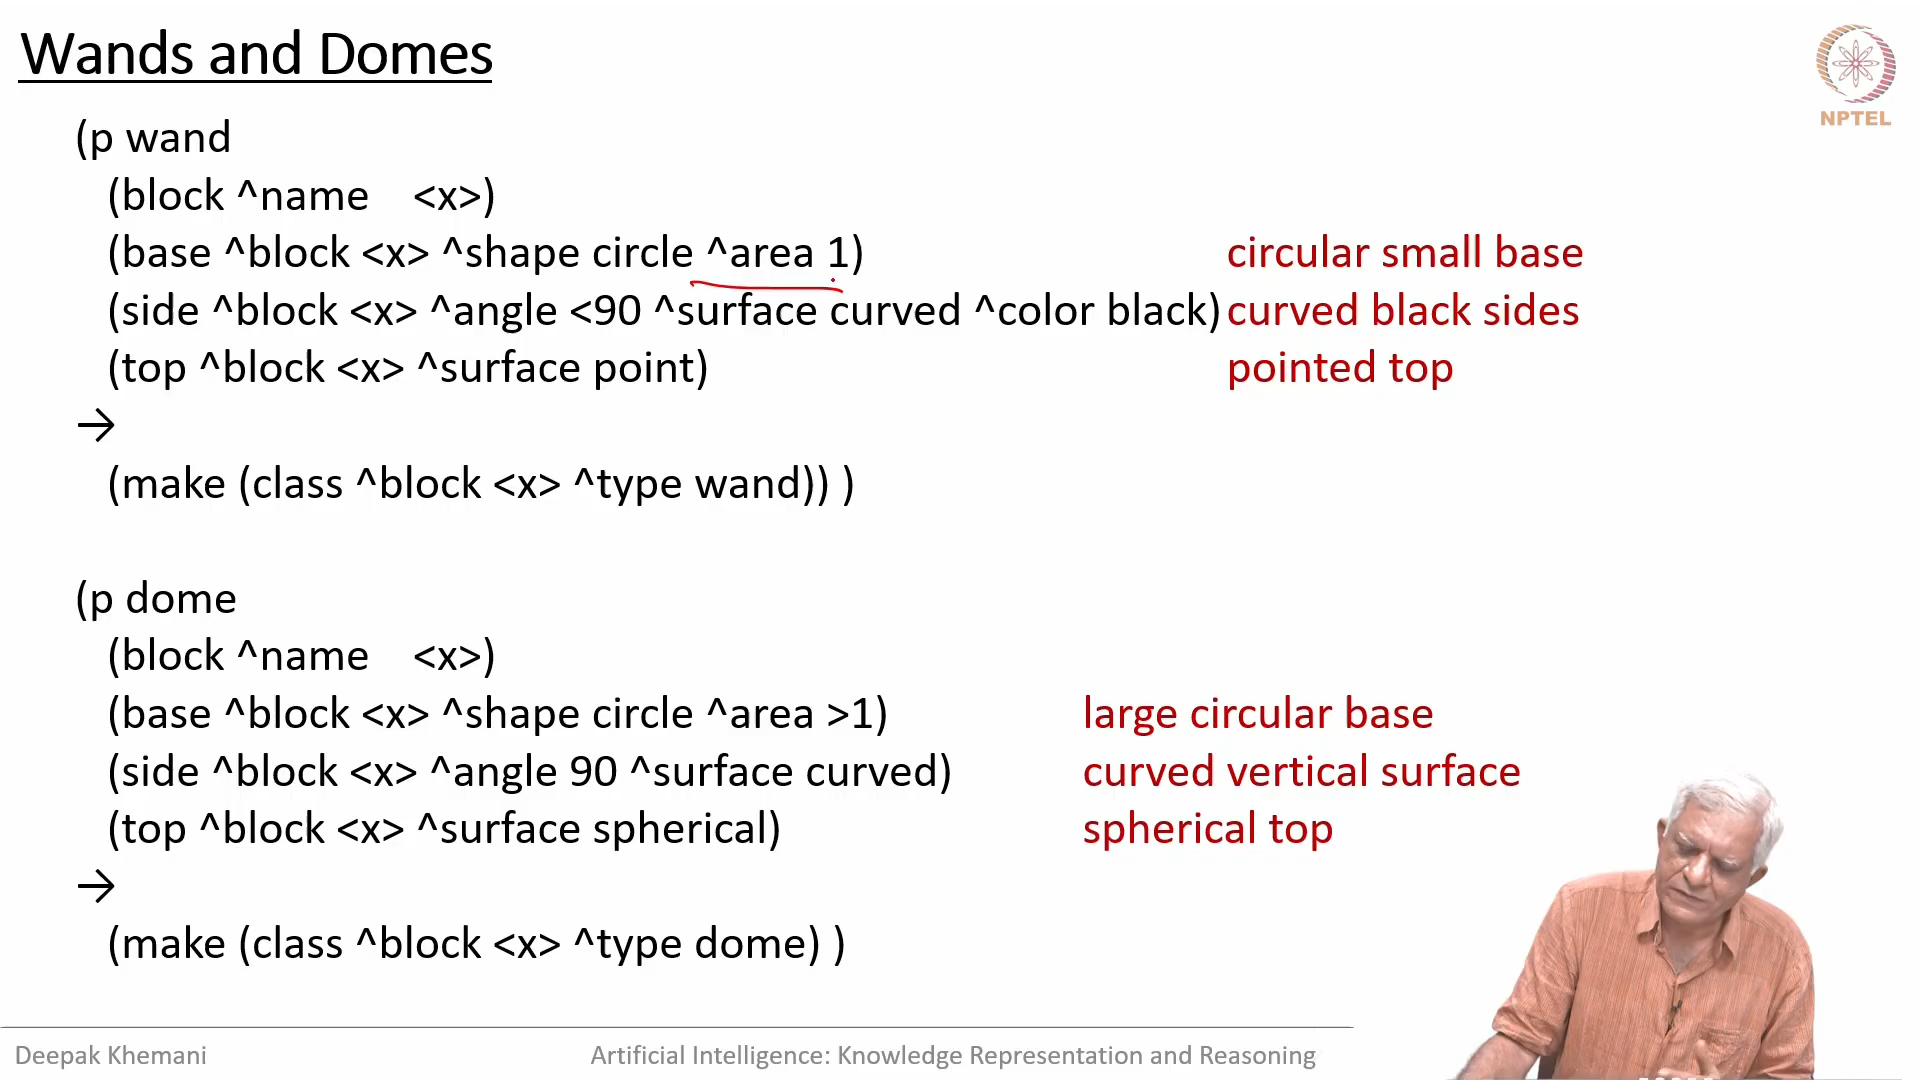 Wands and Domes
NPTEL
(p wand
(block ^name <x>)
(base ^block <x> ^shape circle ^area 1) circular small base
(side ^block <x> ^angle <90 ^surface curved ^color black) curved black sides
(top ^block <x> ^surface point) pointed top
→
(make (class ^block <x> ^type wand)) )
(p dome
(block ^name <x>)
(base ^block <x> ^shape circle ^area >1) large circular base
(side ^block <x> ^angle 90 ^surface curved) curved vertical surface
(top ^block <x> ^surface spherical) spherical top
→
(make (class ^block <x> ^type dome) )
Deepak Khemani Artificial Intelligence: Knowledge Representation and Reasoning